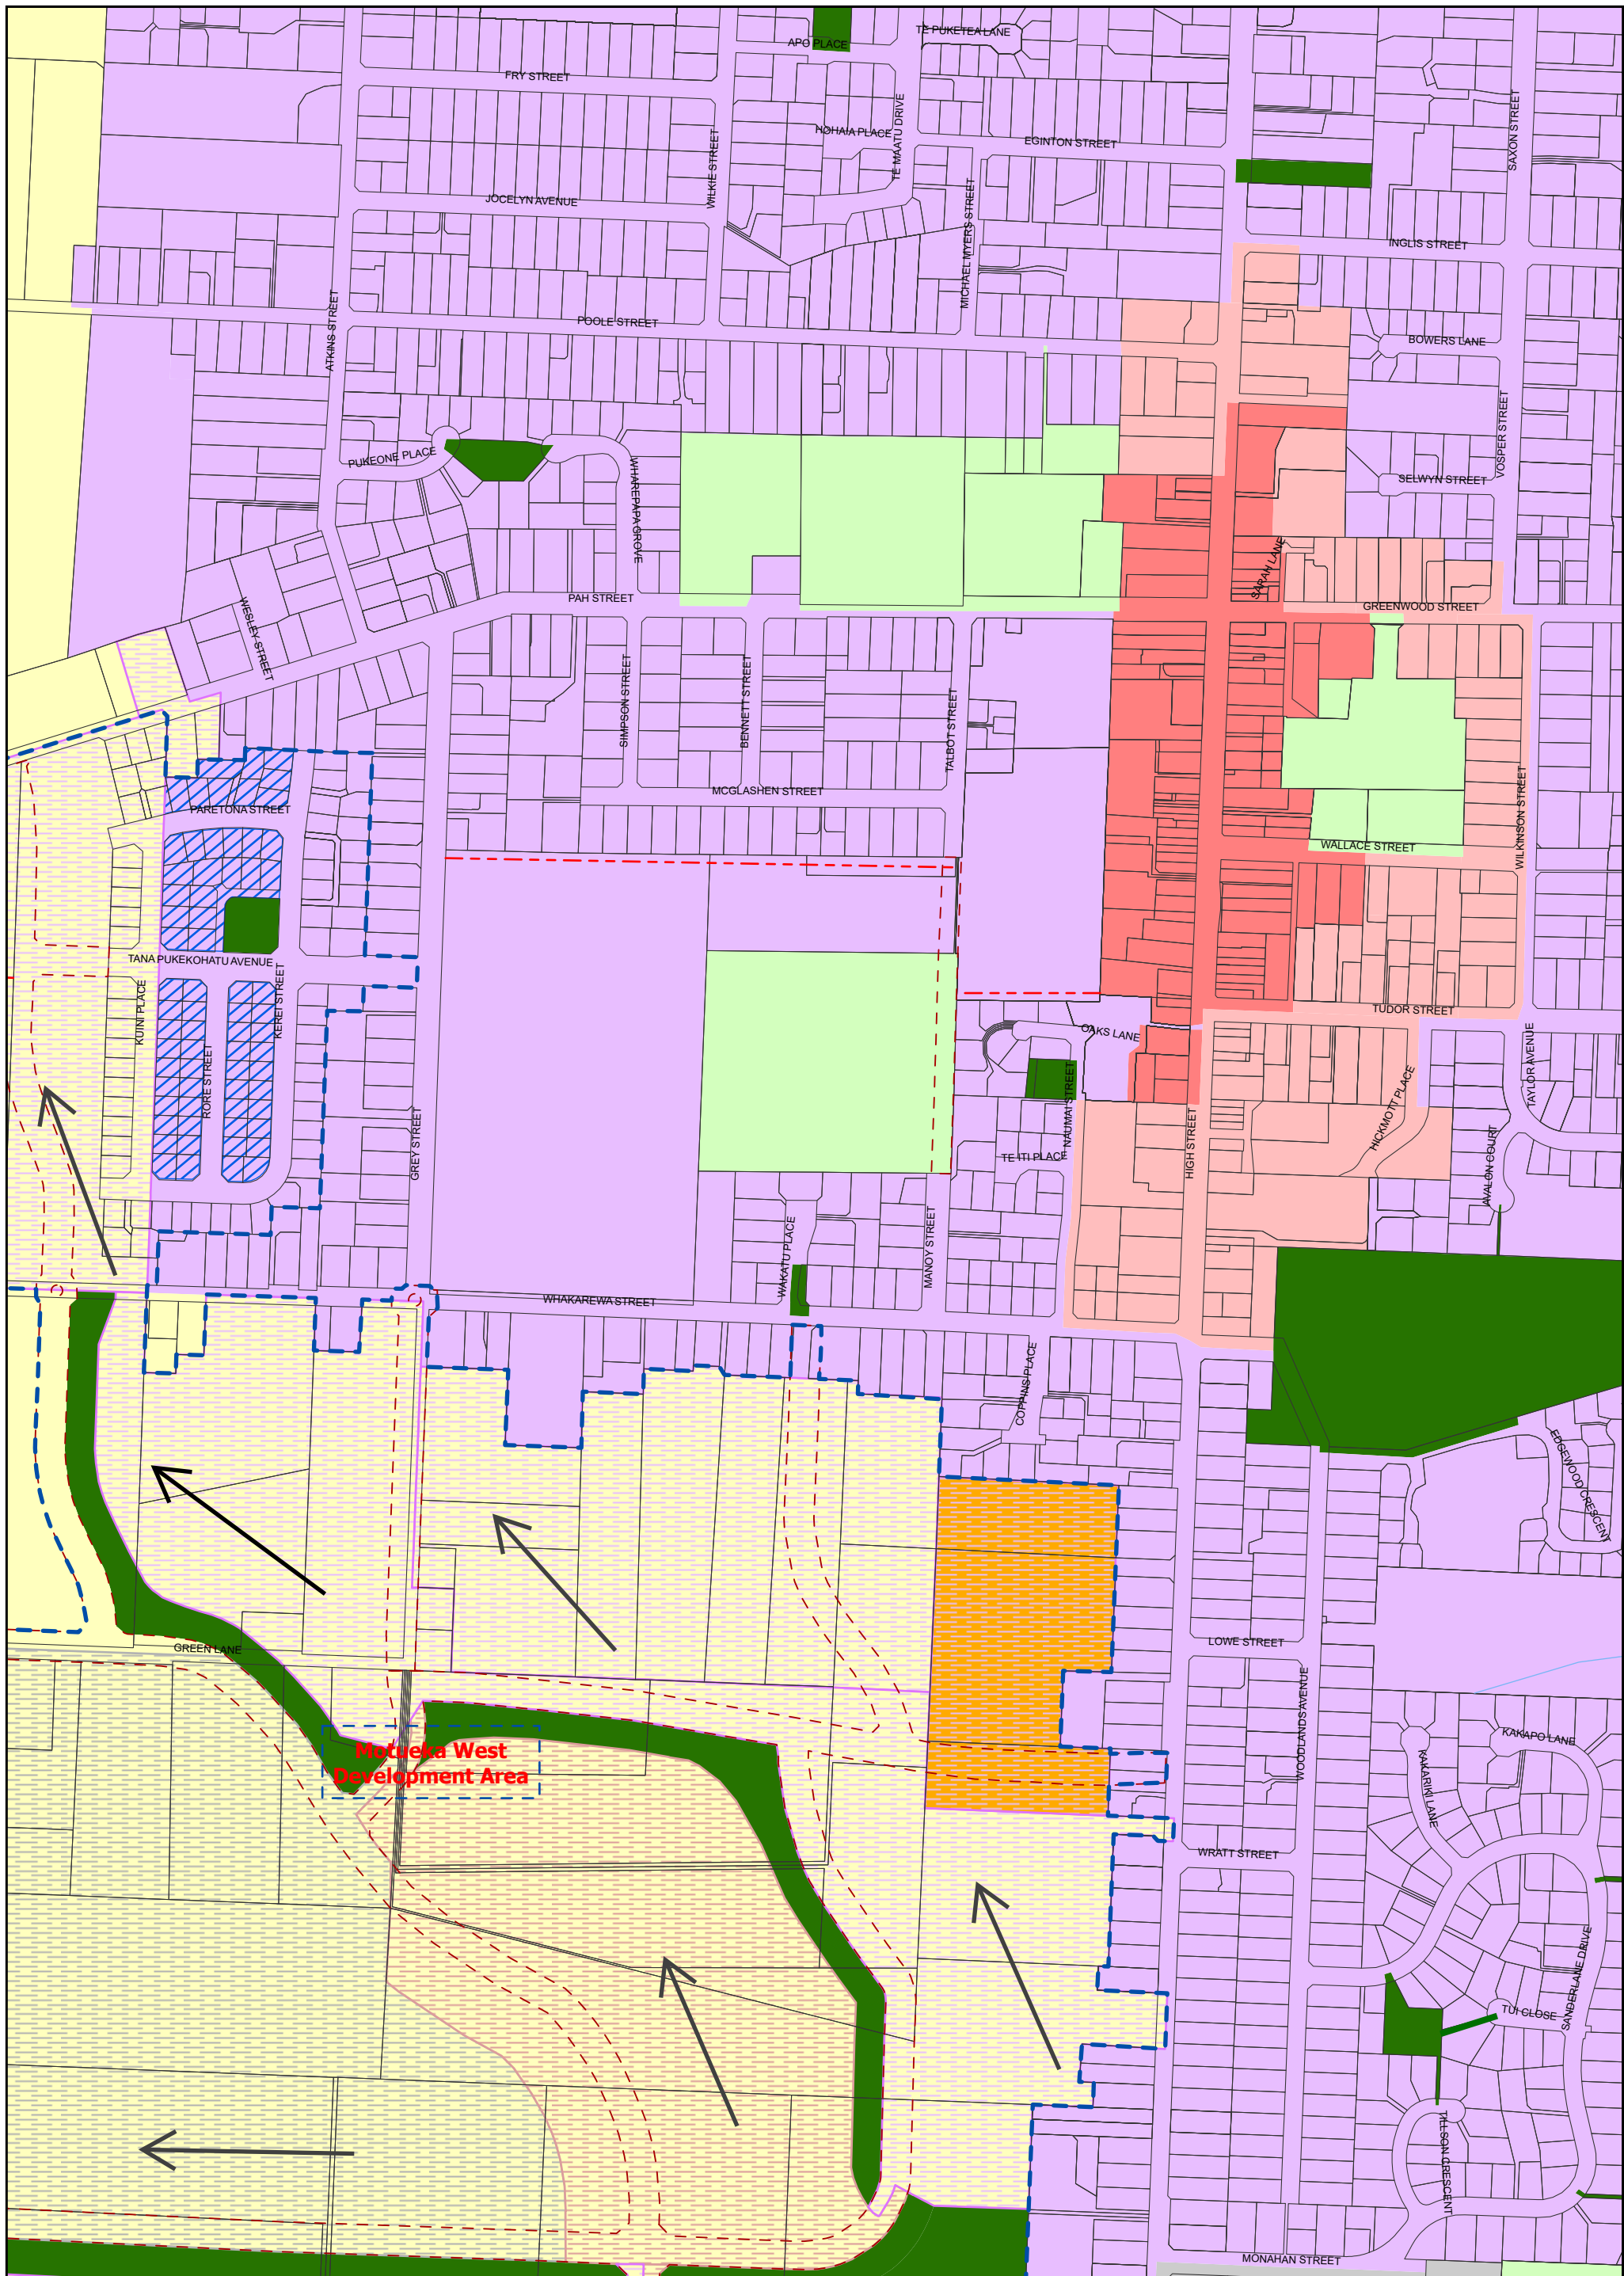 TE PUKETEA LANE
APO PLACE
FRY STREET
SAXON STREET
HOHAIA PLACE
TE MAATU DRIVE
EGINTON STREET
WILKIE STREET
JOCELYN AVENUE
MICHAEL MYERS STREET
INGLIS STREET
ATKINS STREET
POOLE STREET
BOWERS LANE
VOSPER STREET
PUKEONE PLACE
WHAREPAPA GROVE
SELWYN STREET
SARAH LANE
PAH STREET
GREENWOOD STREET
WESLEY STREET
SIMPSON STREET
BENNETT STREET
TALBOT STREET
MCGLASHEN STREET
WILKINSON STREET
PARETONA STREET
WALLACE STREET
TANA PUKEKOHATU AVENUE
KUINI PLACE
KEREI STREET
RORE STREET
TUDOR STREET
OAKS LANE
TAYLOR AVENUE
GREY STREET
NAUMAI STREET
HICKMOTT PLACE
HIGH STREET
AVALON COURT
TE ITI PLACE
WAKATU PLACE
MANOY STREET
WHAKAREWA STREET
COPPINS PLACE
EDGEWOOD CRESCENT
GREEN LANE
LOWE STREET
WOODLANDS AVENUE
KAKAPO LANE
KAKARIKI LANE
Motueka West
Development Area
WRATT STREET
SANDERLANE DRIVE
TUI CLOSE
TILLSON CRESCENT
MONAHAN STREET